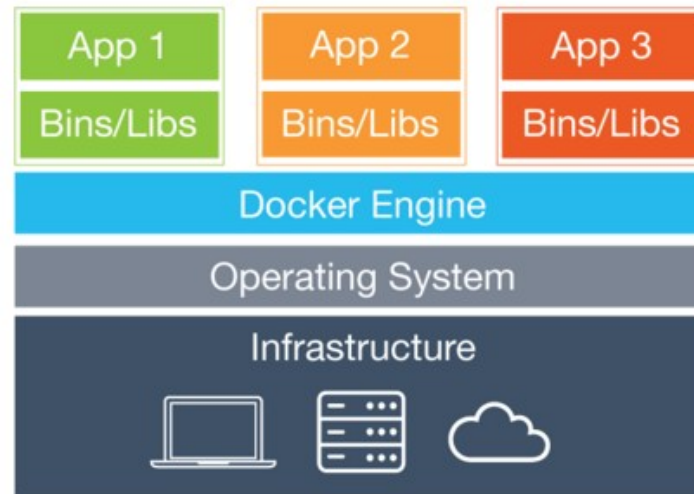 App 1
App 2
App 3
Bins/Libs
Bins/Libs
Bins/Libs
Docker Engine
Operating System
Infrastructure